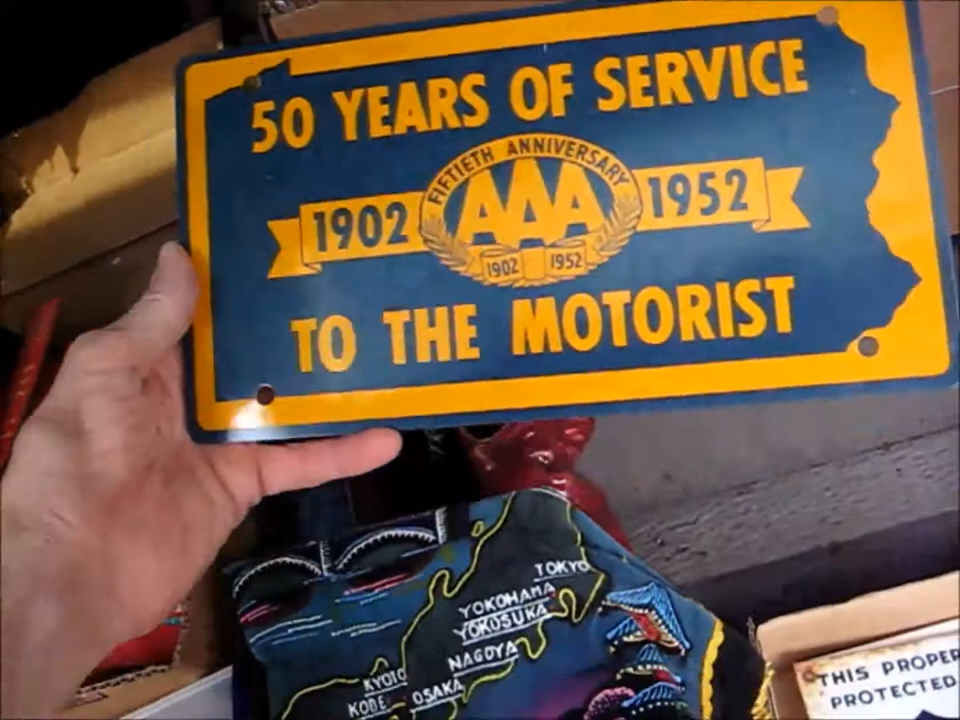 50 YEARS OF SERVICE
FIFTIETH ANNIVERSARY
1902 AAA 1952
1902 1952
TO THE MOTORIST
TOKYO
YOKOHAMA
YOKOSUKA
NAGOYA
KYOTO
OSAKA
KOBE
THIS PROPER
PROTECTED